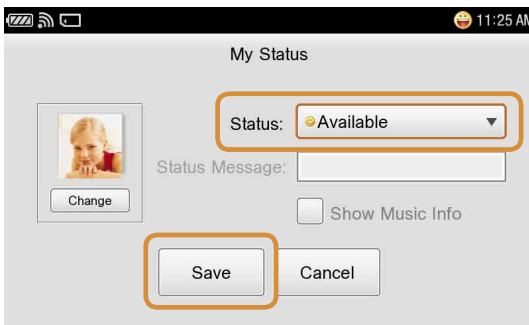 11:25 AM
My Status
Status:
Available
Status Message:
Change
Show Music Info
Save
Cancel